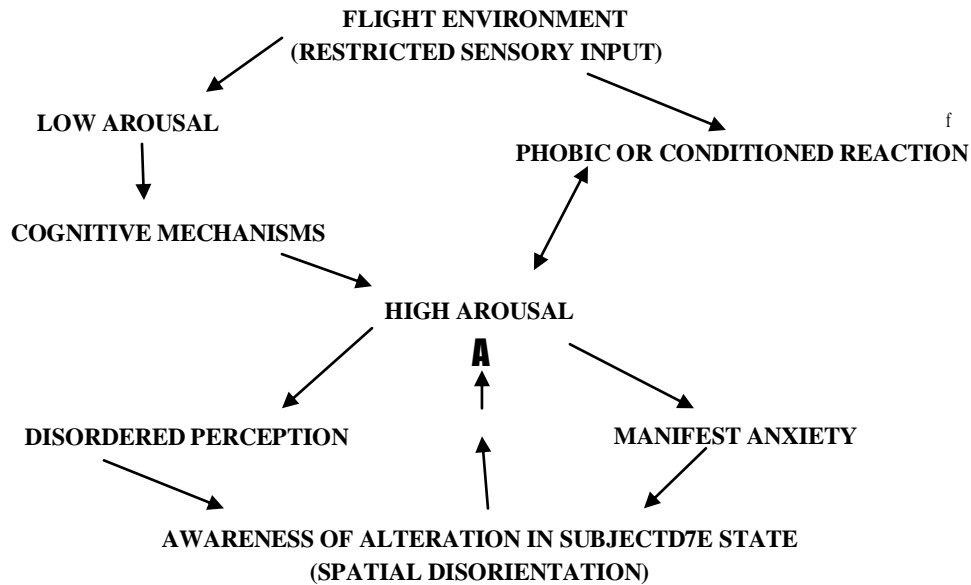 FLIGHT ENVIRONMENT
(RESTRICTED SENSORY INPUT)
LOW AROUSAL
f
PHOBIC OR CONDITIONED REACTION
COGNITIVE MECHANISMS
HIGH AROUSAL
A
DISORDERED PERCEPTION
MANIFEST ANXIETY
AWARENESS OF ALTERATION IN SUBJECTD7E STATE
(SPATIAL DISORIENTATION)